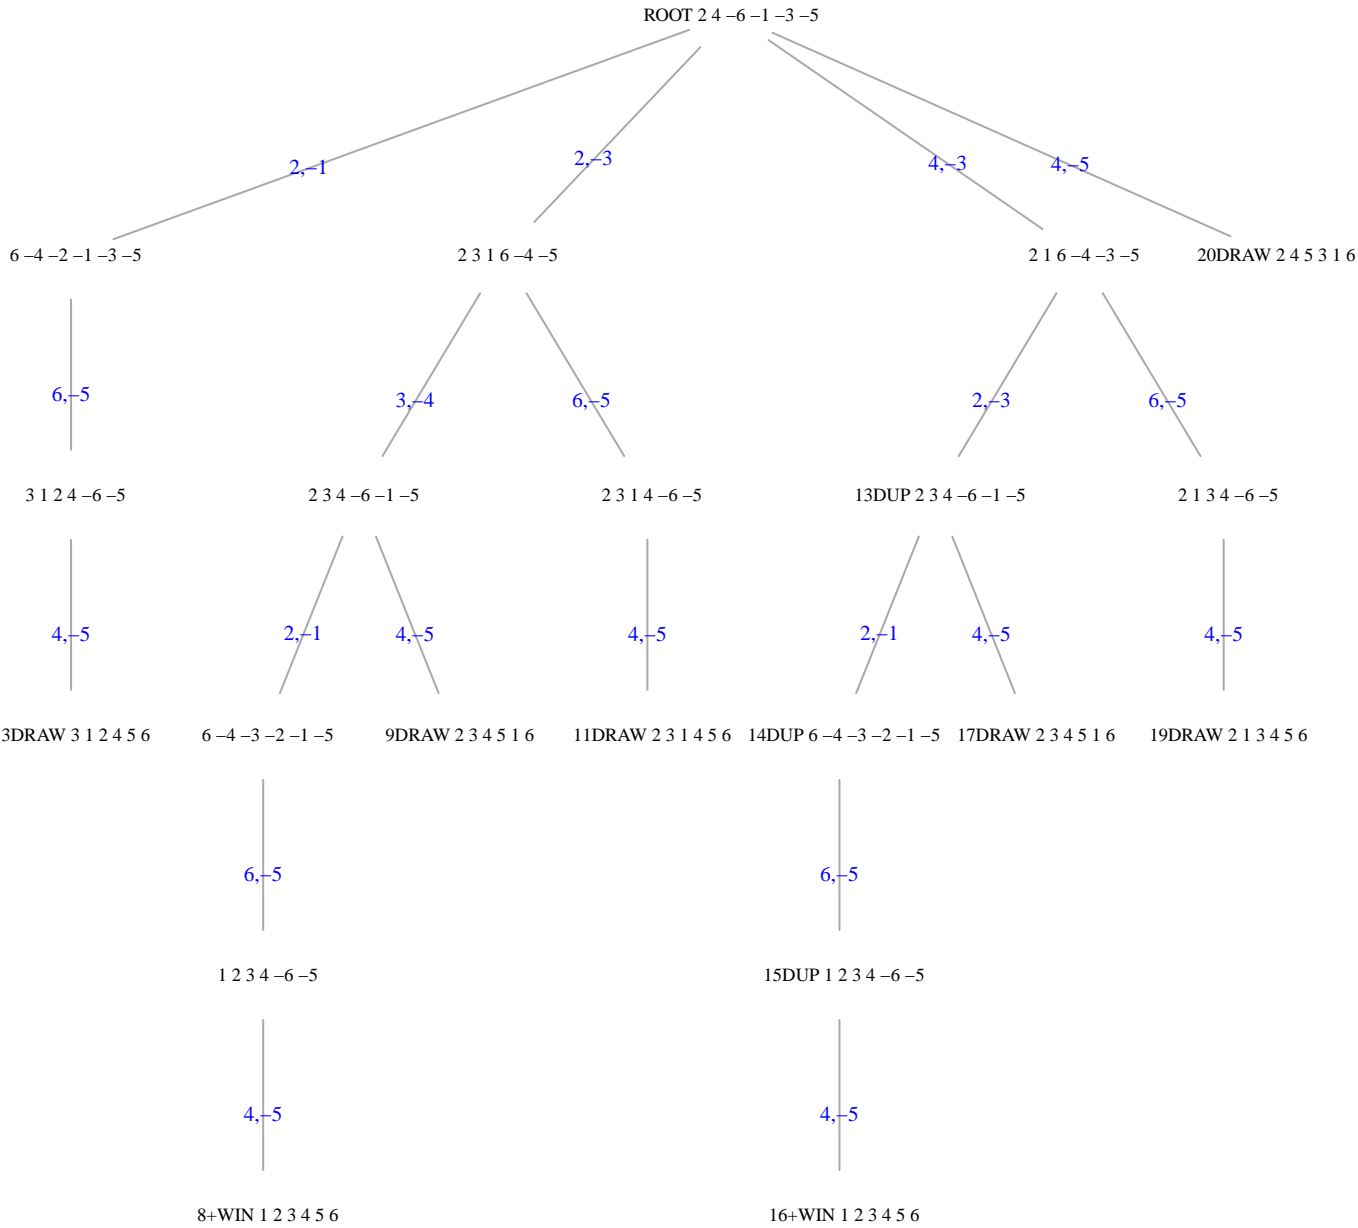 ROOT 2 4 –6 –1 –3 –5
2,–1
2,–3
4,–3
4,–5
6 –4 –2 –1 –3 –5
2 3 1 6 –4 –5
2 1 6 –4 –3 –5
20DRAW 2 4 5 3 1 6
6,–5
3,–4
6,–5
2,–3
6,–5
3 1 2 4 –6 –5
2 3 4 –6 –1 –5
2 3 1 4 –6 –5
13DUP 2 3 4 –6 –1 –5
2 1 3 4 –6 –5
4,–5
2,–1
4,–5
4,–5
2,–1
4,–5
4,–5
3DRAW 3 1 2 4 5 6
6 –4 –3 –2 –1 –5
9DRAW 2 3 4 5 1 6
11DRAW 2 3 1 4 5 6
14DUP 6 –4 –3 –2 –1 –5
17DRAW 2 3 4 5 1 6
19DRAW 2 1 3 4 5 6
6,–5
6,–5
1 2 3 4 –6 –5
15DUP 1 2 3 4 –6 –5
4,–5
4,–5
8+WIN 1 2 3 4 5 6
16+WIN 1 2 3 4 5 6